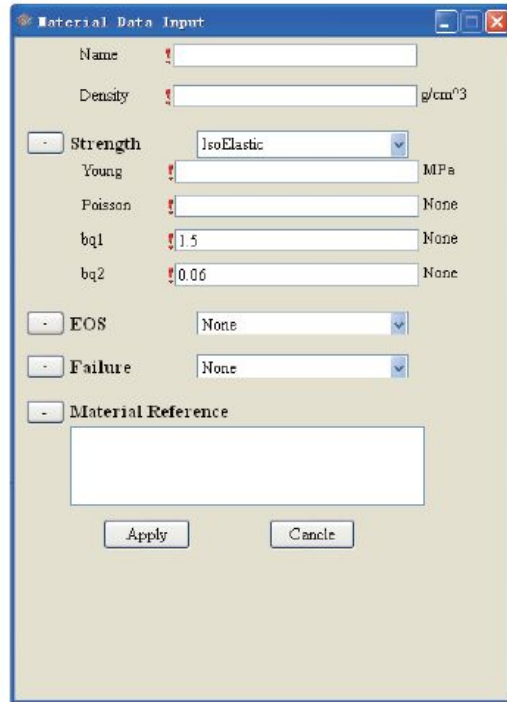 Material Data Input
Name !
Density ! g/cm^3
- Strength IsoElastic
Young ! MPa
Poisson ! None
bq1 ! 1.5 None
bq2 ! 0.06 None
- EOS None
- Failure None
- Material Reference
Apply Cancle